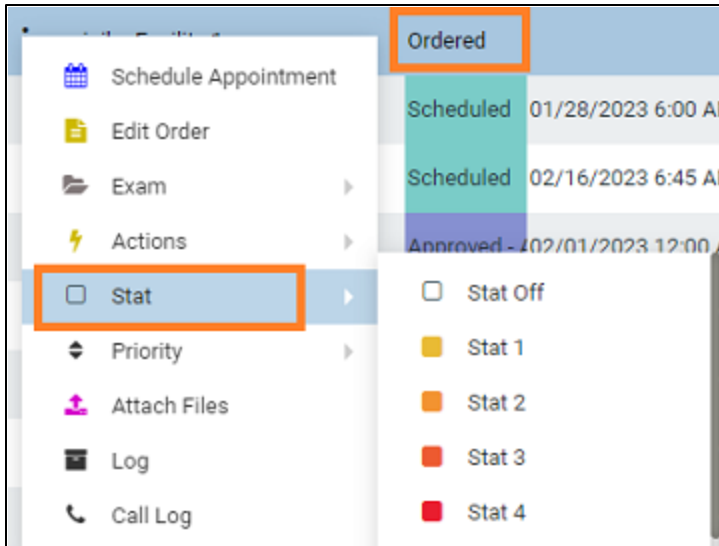 Ordered
Schedule Appointment
Scheduled 01/28/2023 6:00 A
Edit Order
Exam
Scheduled 02/16/2023 6:45 A
Actions
Approved - 02/01/2023 12:00
Stat
Stat Off
Priority
Stat 1
Attach Files
Stat 2
Log
Stat 3
Call Log
Stat 4